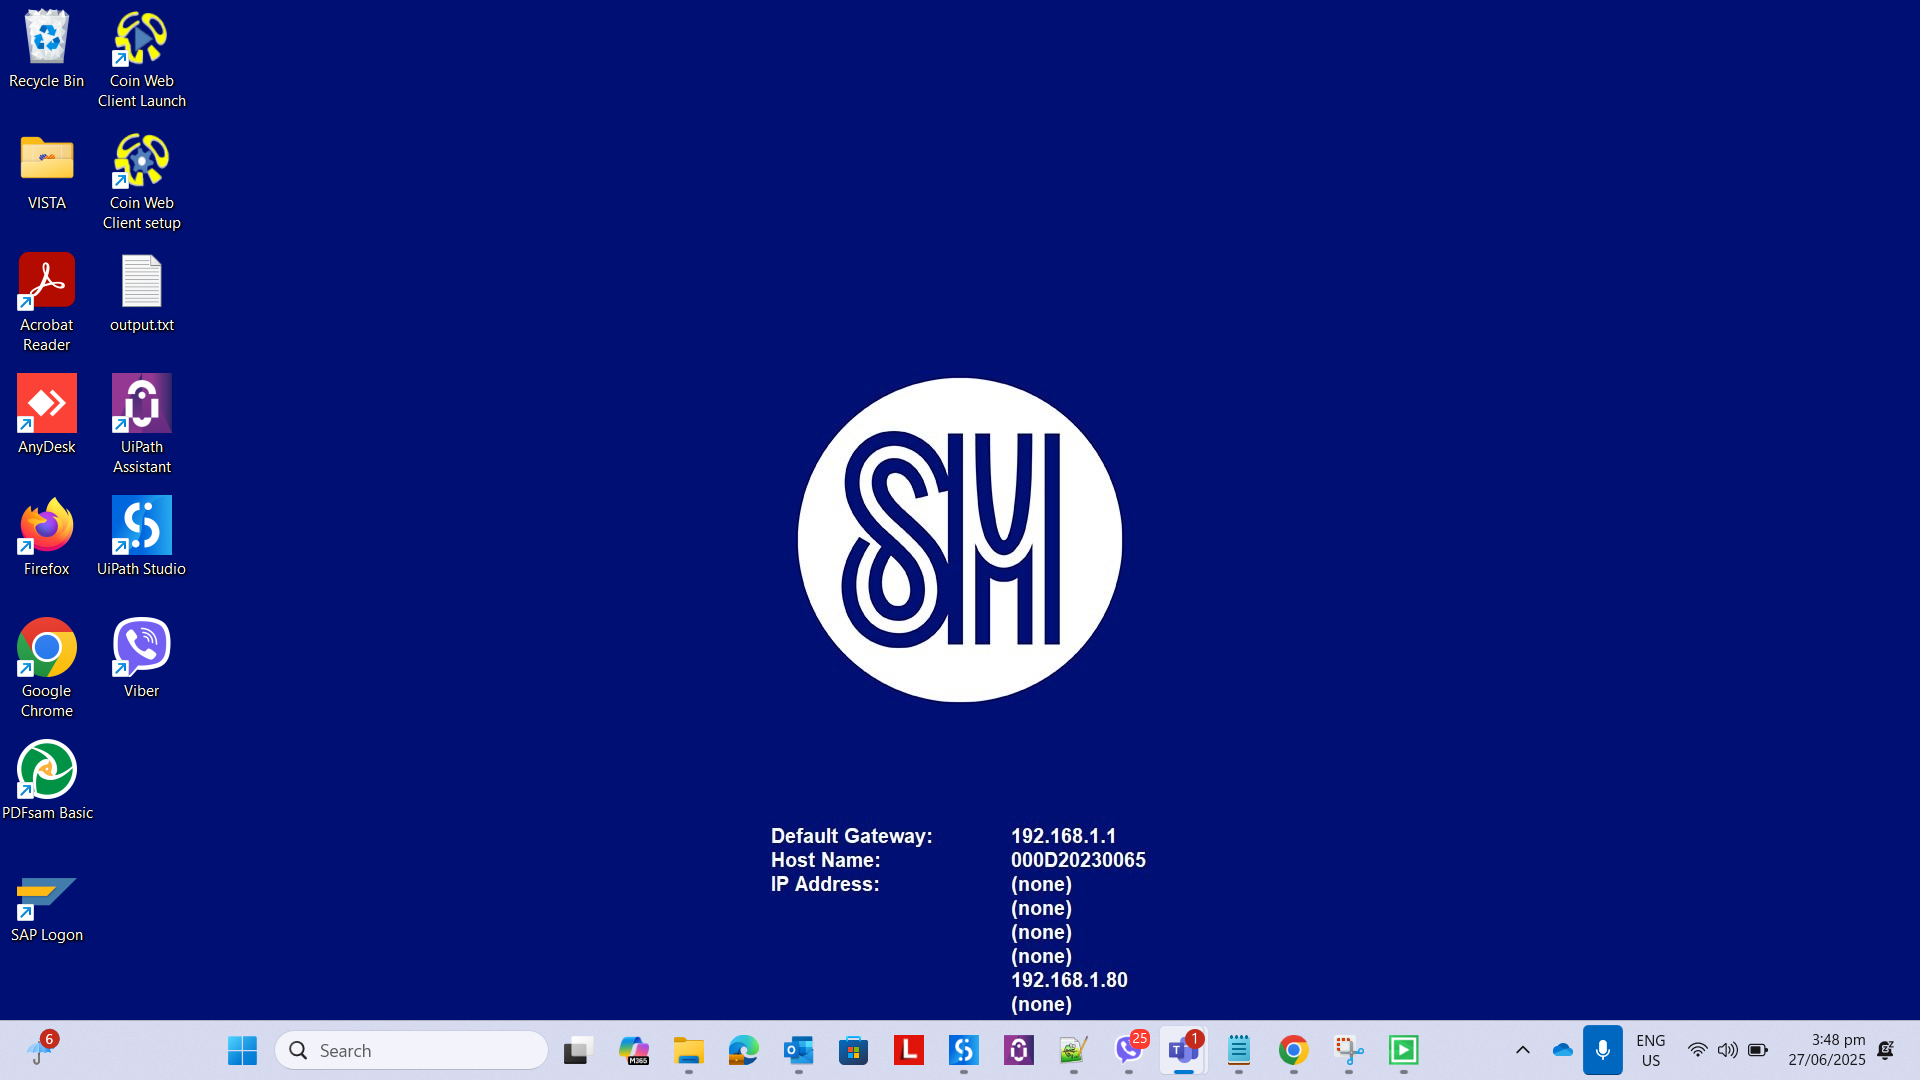 Recycle Bin
Coin Web
Client Launch
VISTA
Coin Web
Client setup
Acrobat
Reader
output.txt
AnyDesk
UiPath
Assistant
Firefox
UiPath Studio
Google
Chrome
Viber
PDFsam Basic
SAP Logon
SM
Default Gateway: 192.168.1.1
Host Name: 000D20230065
IP Address: (none)
(none)
(none)
(none)
192.168.1.80
(none)
6
Search
M365
L
25
1
ENG
US
3:48 pm
27/06/2025